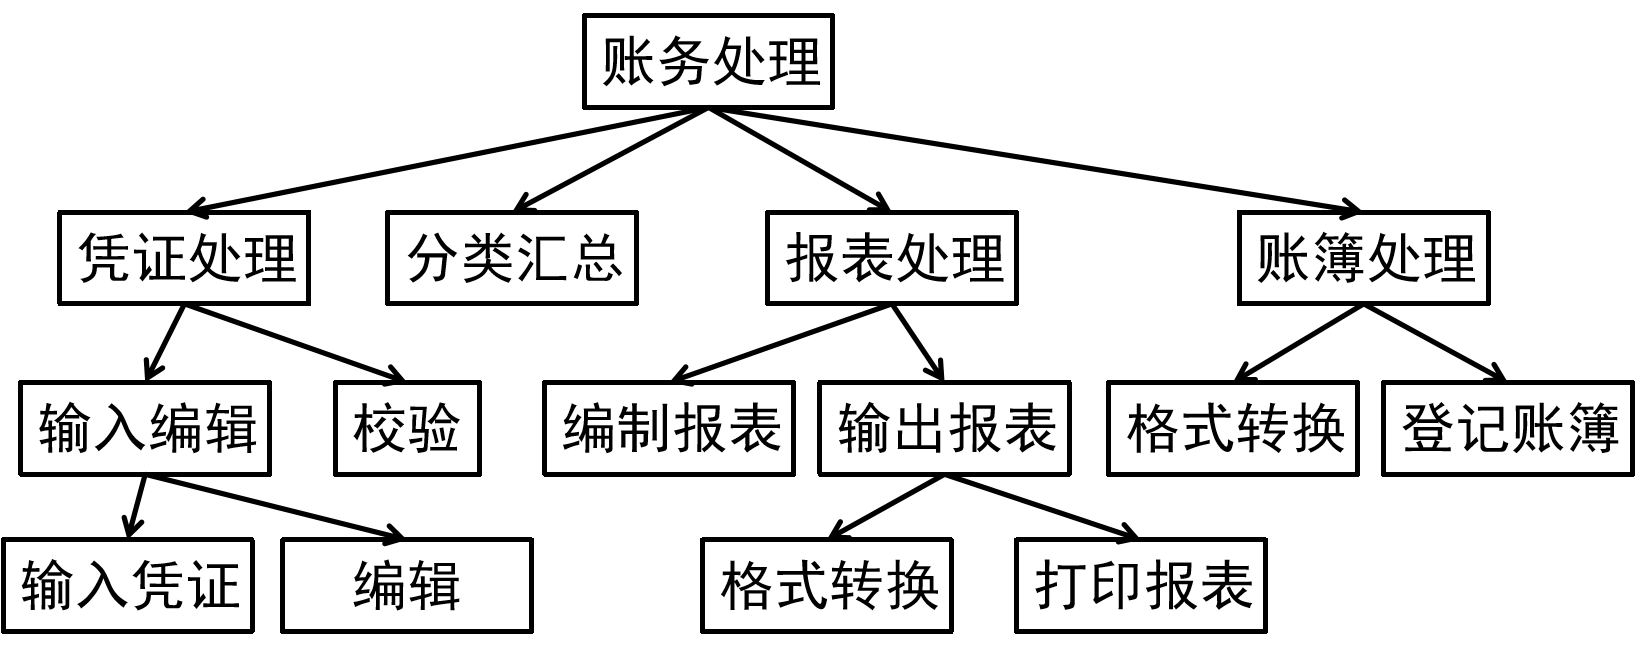 账务处理
凭证处理
分类汇总
报表处理
账簿处理
输入编辑
校验
编制报表
输出报表
格式转换
登记账簿
输入凭证
编辑
格式转换
打印报表